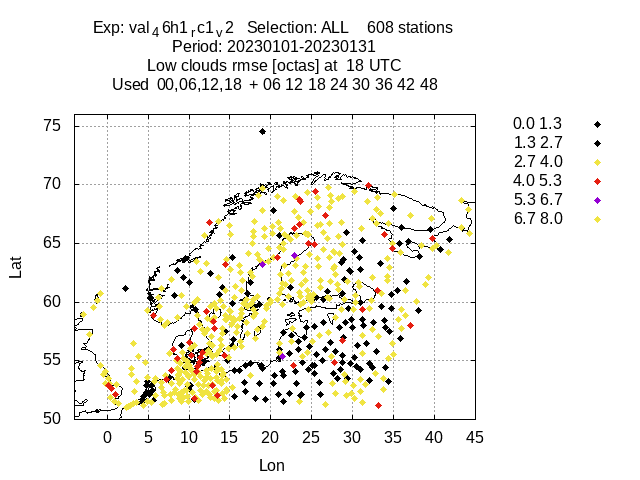 Exp: val46h1rc1v2 Selection: ALL 608 stations
Period: 20230101-20230131
Low clouds rmse [octas] at 18 UTC
Used 00,06,12,18 + 06 12 18 24 30 36 42 48
0.0 1.3
1.3 2.7
2.7 4.0
4.0 5.3
5.3 6.7
6.7 8.0
75
70
65
60
55
50
Lat
0 5 10 15 20 25 30 35 40 45
Lon